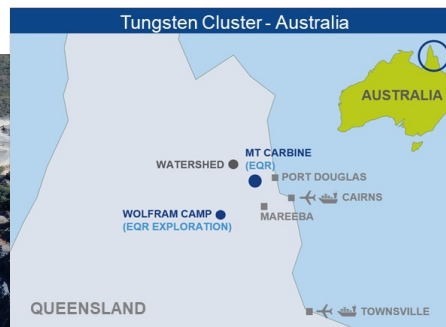 Tungsten Cluster - Australia
AUSTRALIA
MT CARBINE
(EQR)
WATERSHED
PORT DOUGLAS
CAIRNS
MAREEBA
WOLFRAM CAMP
(EQR EXPLORATION)
QUEENSLAND
TOWNSVILLE